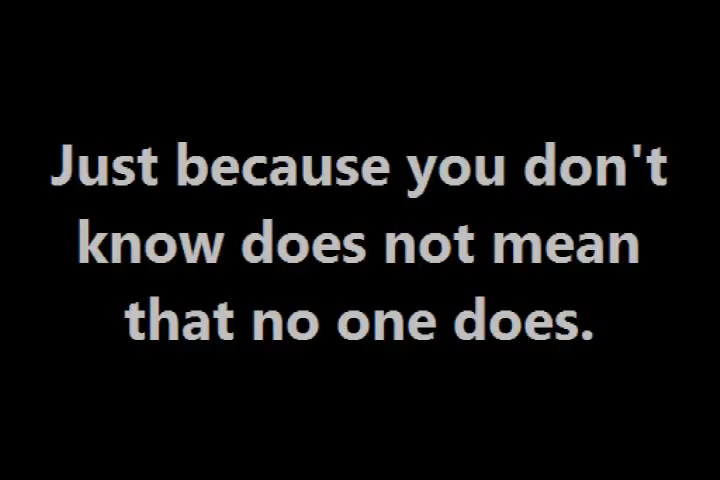 Just because you don't
know does not mean
that no one does.